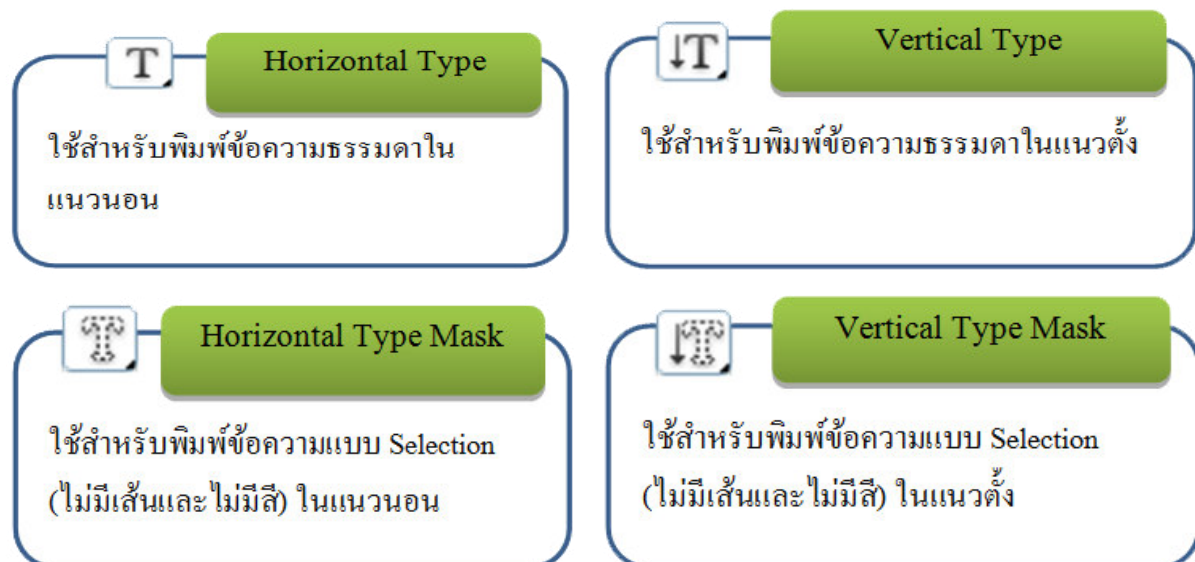 Horizontal Type
ใช้สำหรับพิมพ์ข้อความธรรมดาใน
แนวนอน
Vertical Type
ใช้สำหรับพิมพ์ข้อความธรรมดาในแนวตั้ง
Horizontal Type Mask
ใช้สำหรับพิมพ์ข้อความแบบ Selection
(ไม่มีเส้นและไม่มีสี) ในแนวนอน
Vertical Type Mask
ใช้สำหรับพิมพ์ข้อความแบบ Selection
(ไม่มีเส้นและไม่มีสี) ในแนวตั้ง